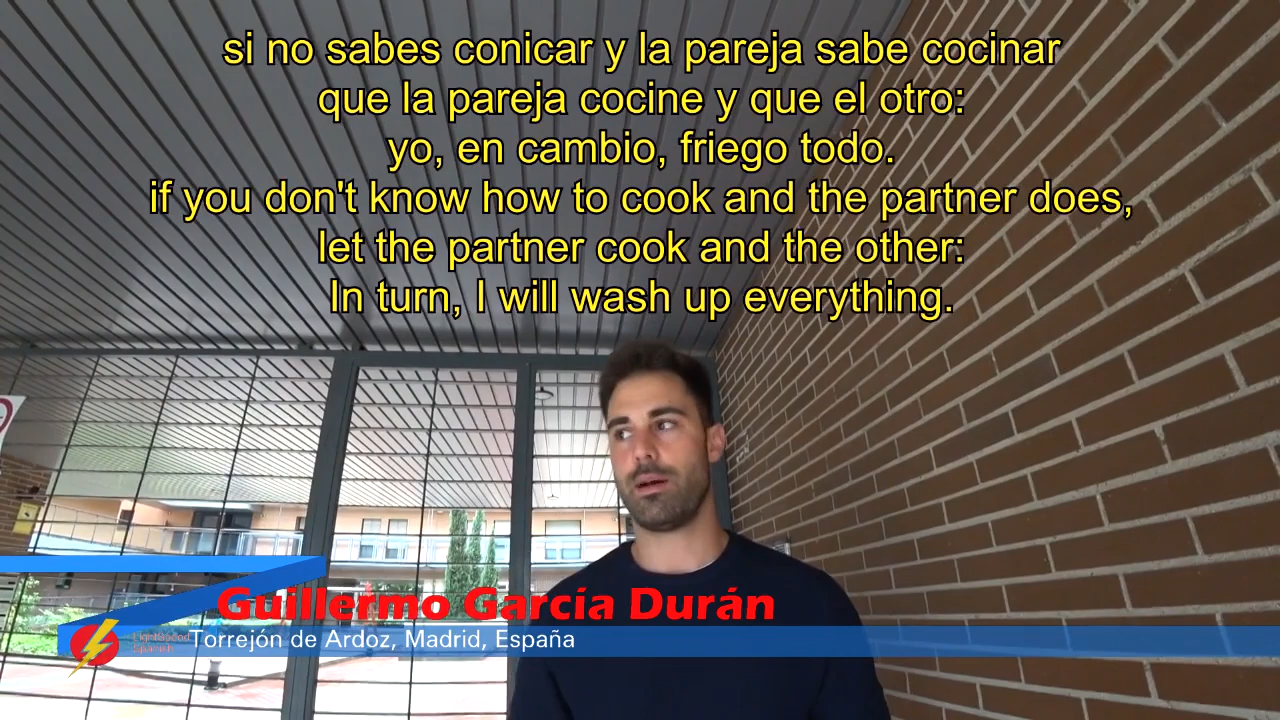 si no sabes conicar y la pareja sabe cocinar
que la pareja cocine y que el otro:
yo, en cambio, friego todo.
if you don't know how to cook and the partner does,
let the partner cook and the other:
In turn, I will wash up everything.
Guillermo García Durán
Torrejón de Ardoz, Madrid, España
LightSpeed
Spanish